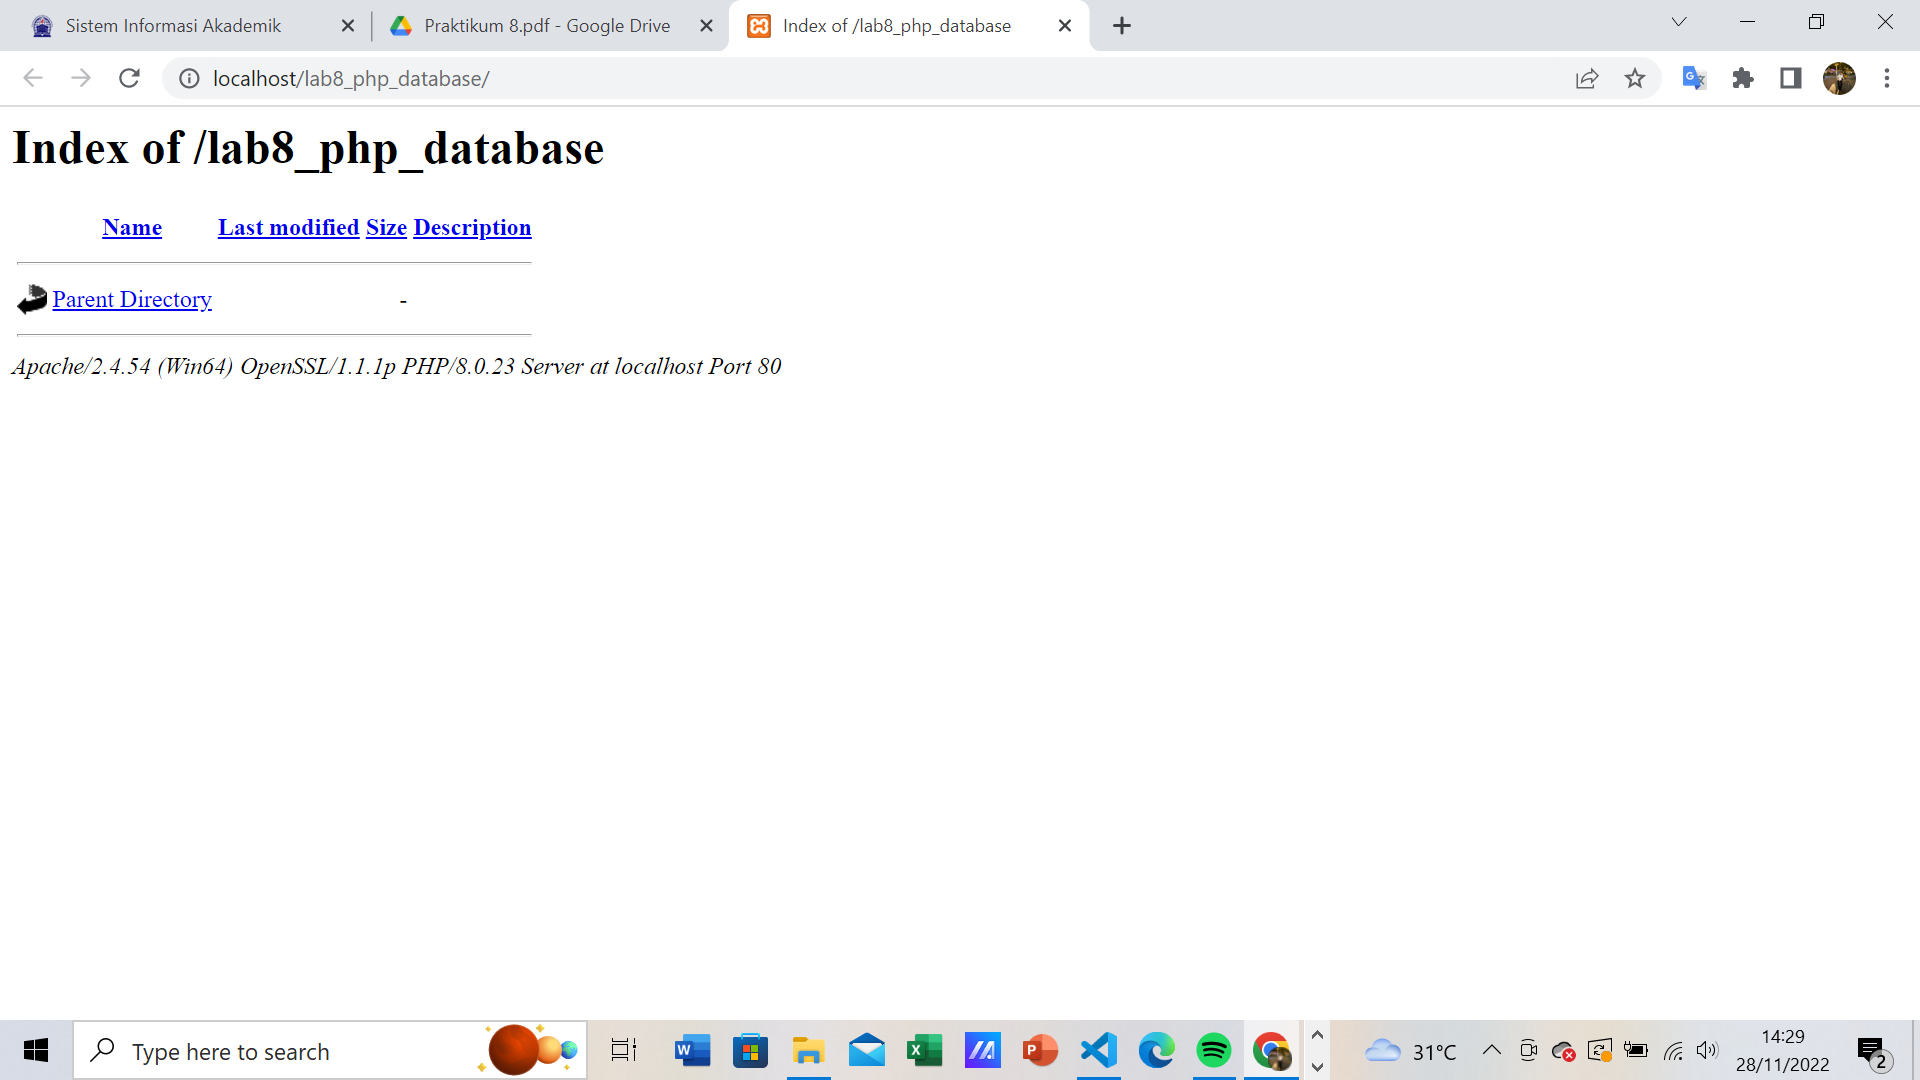 Sistem Informasi Akademik
Praktikum 8.pdf - Google Drive
Index of /lab8_php_database
localhost/lab8_php_database/
Index of /lab8_php_database
Name Last modified Size Description
Parent Directory -
Apache/2.4.54 (Win64) OpenSSL/1.1.1p PHP/8.0.23 Server at localhost Port 80
Type here to search
31°C
14:29
28/11/2022
2